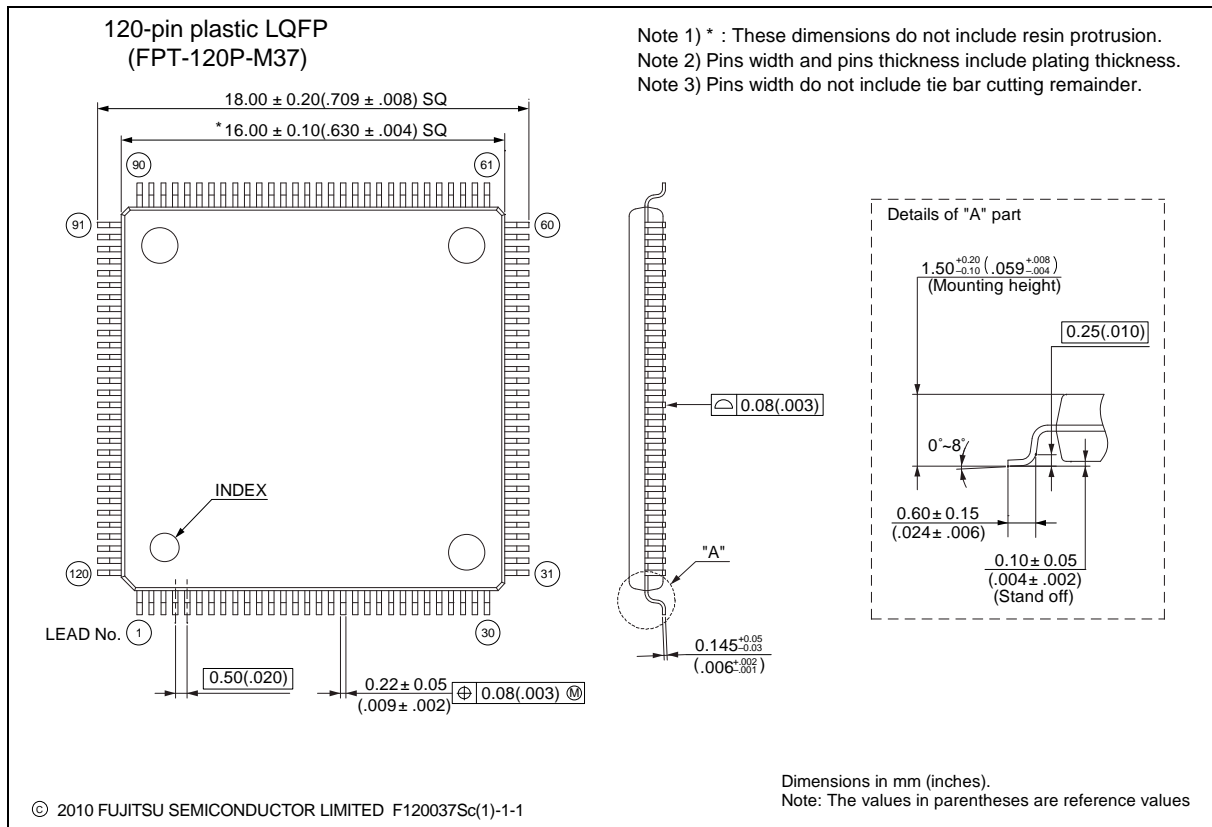 120-pin plastic LQFP
(FPT-120P-M37)
Note 1) * : These dimensions do not include resin protrusion.
Note 2) Pins width and pins thickness include plating thickness.
Note 3) Pins width do not include tie bar cutting remainder.
18.00 ± 0.20(.709 ± .008) SQ
*16.00 ± 0.10(.630 ± .004) SQ
90
61
91
60
INDEX
120
31
LEAD No.
1
30
0.50(.020)
0.22 ± 0.05
(.009 ± .002)
⌖ 0.08(.003) Ⓜ
⌓ 0.08(.003)
"A"
0.145+0.05−0.03
(.006+.002−.001)
Details of "A" part
1.50+0.20−0.10 (.059+.008−.004)
(Mounting height)
0.25(.010)
0°~8°
0.60 ± 0.15
(.024 ± .006)
0.10 ± 0.05
(.004 ± .002)
(Stand off)
© 2010 FUJITSU SEMICONDUCTOR LIMITED F120037Sc(1)-1-1
Dimensions in mm (inches).
Note: The values in parentheses are reference values